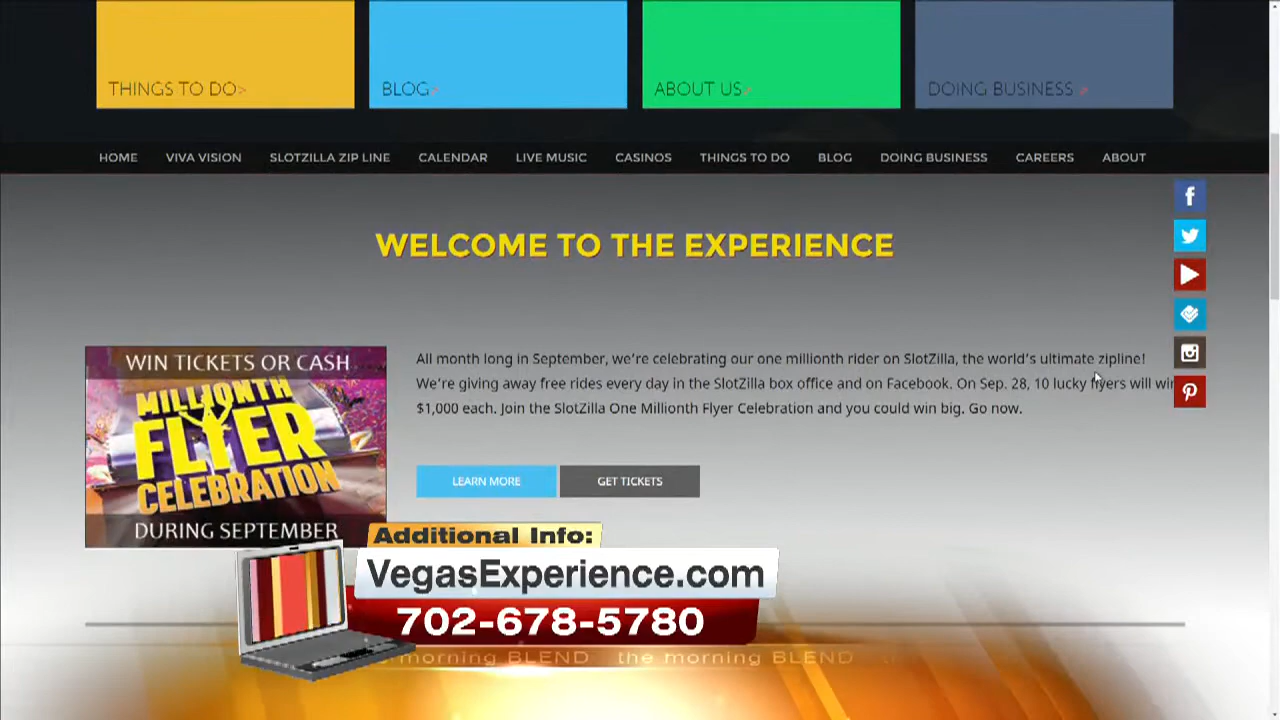 THINGS TO DO>
BLOG>
ABOUT US>
DOING BUSINESS >
HOME VIVA VISION SLOTZILLA ZIP LINE CALENDAR LIVE MUSIC CASINOS THINGS TO DO BLOG DOING BUSINESS CAREERS ABOUT
WELCOME TO THE EXPERIENCE
WIN TICKETS OR CASH
MILLIONTH
FLYER
CELEBRATION
DURING SEPTEMBER
All month long in September, we're celebrating our one millionth rider on SlotZilla, the world's ultimate zipline!
We're giving away free rides every day in the SlotZilla box office and on Facebook. On Sep. 28, 10 lucky flyers will win
$1,000 each. Join the SlotZilla One Millionth Flyer Celebration and you could win big. Go now.
LEARN MORE GET TICKETS
Additional Info:
VegasExperience.com
702-678-5780
morning BLEND the morning BLEND